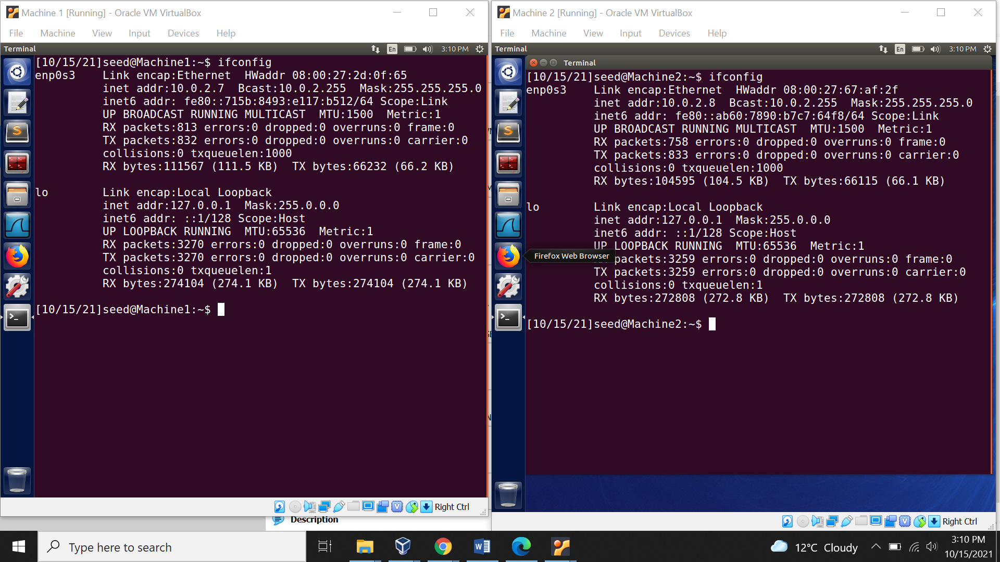 Machine 1 [Running] - Oracle VM VirtualBox
File Machine View Input Devices Help
Terminal En 3:10 PM
[10/15/21]seed@Machine1:~$ ifconfig
enp0s3 Link encap:Ethernet HWaddr 08:00:27:2d:0f:65
inet addr:10.0.2.7 Bcast:10.0.2.255 Mask:255.255.255.0
inet6 addr: fe80::715b:8493:e117:b512/64 Scope:Link
UP BROADCAST RUNNING MULTICAST MTU:1500 Metric:1
RX packets:813 errors:0 dropped:0 overruns:0 frame:0
TX packets:832 errors:0 dropped:0 overruns:0 carrier:0
collisions:0 txqueuelen:1000
RX bytes:111567 (111.5 KB) TX bytes:66232 (66.2 KB)
lo Link encap:Local Loopback
inet addr:127.0.0.1 Mask:255.0.0.0
inet6 addr: ::1/128 Scope:Host
UP LOOPBACK RUNNING MTU:65536 Metric:1
RX packets:3270 errors:0 dropped:0 overruns:0 frame:0
TX packets:3270 errors:0 dropped:0 overruns:0 carrier:0
collisions:0 txqueuelen:1
RX bytes:274104 (274.1 KB) TX bytes:274104 (274.1 KB)
[10/15/21]seed@Machine1:~$
Right Ctrl
Description
Machine 2 [Running] - Oracle VM VirtualBox
File Machine View Input Devices Help
Terminal En 3:10 PM
Terminal
[10/15/21]seed@Machine2:~$ ifconfig
enp0s3 Link encap:Ethernet HWaddr 08:00:27:67:af:2f
inet addr:10.0.2.8 Bcast:10.0.2.255 Mask:255.255.255.0
inet6 addr: fe80::ab60:7890:b7c7:64f8/64 Scope:Link
UP BROADCAST RUNNING MULTICAST MTU:1500 Metric:1
RX packets:758 errors:0 dropped:0 overruns:0 frame:0
TX packets:833 errors:0 dropped:0 overruns:0 carrier:0
collisions:0 txqueuelen:1000
RX bytes:104595 (104.5 KB) TX bytes:66115 (66.1 KB)
lo Link encap:Local Loopback
inet addr:127.0.0.1 Mask:255.0.0.0
inet6 addr: ::1/128 Scope:Host
UP LOOPBACK RUNNING MTU:65536 Metric:1
Firefox Web Browser
packets:3259 errors:0 dropped:0 overruns:0 frame:0
TX packets:3259 errors:0 dropped:0 overruns:0 carrier:0
collisions:0 txqueuelen:1
RX bytes:272808 (272.8 KB) TX bytes:272808 (272.8 KB)
[10/15/21]seed@Machine2:~$
Right Ctrl
Type here to search
12°C Cloudy
3:10 PM
10/15/2021